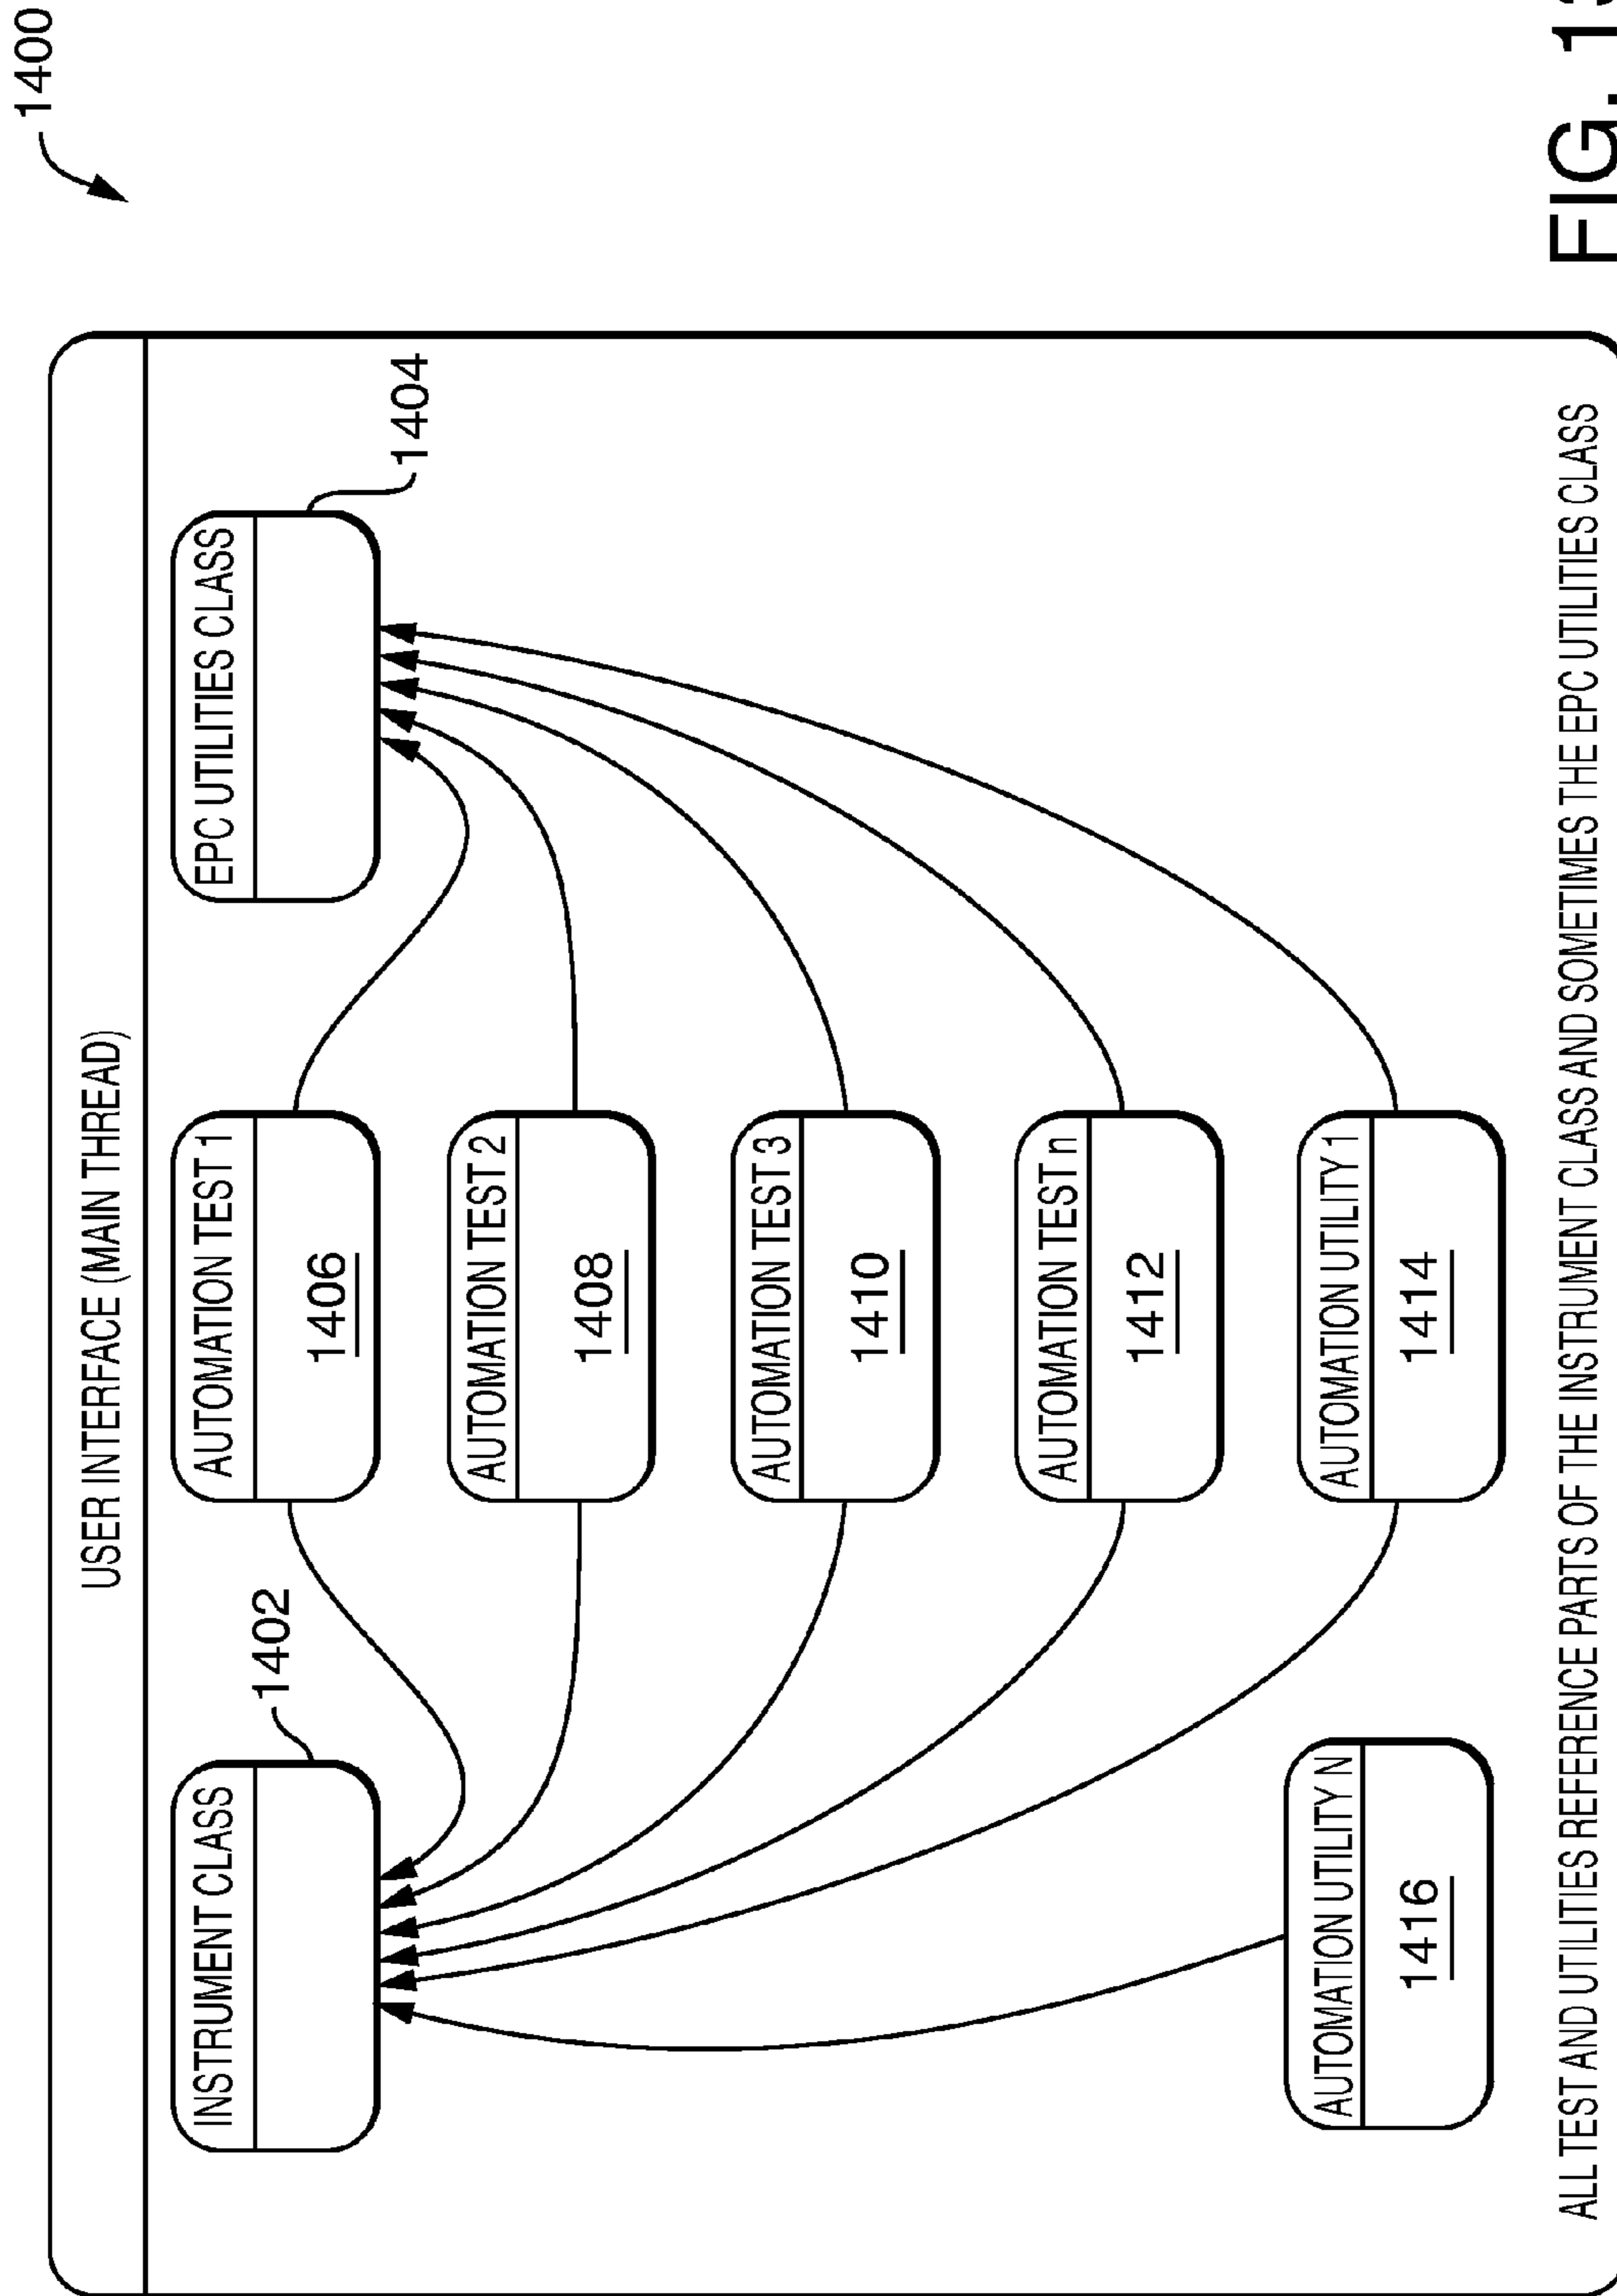 1400
USER INTERFACE (MAIN THREAD)
INSTRUMENT CLASS
1402
AUTOMATION TEST 1
1406
EPC UTILITIES CLASS
1404
AUTOMATION TEST 2
1408
AUTOMATION TEST 3
1410
AUTOMATION TEST n
1412
AUTOMATION UTILITY N
1416
AUTOMATION UTILITY 1
1414
ALL TEST AND UTILITIES REFERENCE PARTS OF THE INSTRUMENT CLASS AND SOMETIMES THE EPC UTILITIES CLASS
FIG.